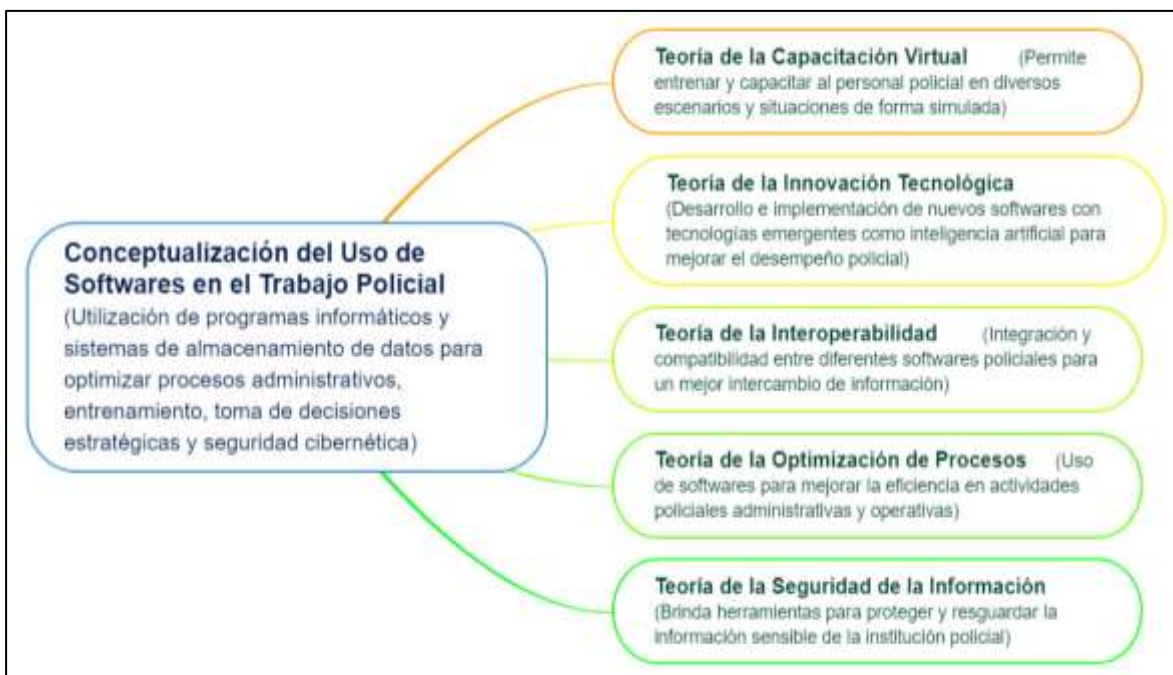 Conceptualización del Uso de
Softwares en el Trabajo Policial
(Utilización de programas informáticos y
sistemas de almacenamiento de datos para
optimizar procesos administrativos,
entrenamiento, toma de decisiones
estratégicas y seguridad cibernética)
Teoría de la Capacitación Virtual (Permite
entrenar y capacitar al personal policial en diversos
escenarios y situaciones de forma simulada)
Teoría de la Innovación Tecnológica
(Desarrollo e implementación de nuevos softwares con
tecnologías emergentes como inteligencia artificial para
mejorar el desempeño policial)
Teoría de la Interoperabilidad (Integración y
compatibilidad entre diferentes softwares policiales para
un mejor intercambio de información)
Teoría de la Optimización de Procesos (Uso
de softwares para mejorar la eficiencia en actividades
policiales administrativas y operativas)
Teoría de la Seguridad de la Información
(Brinda herramientas para proteger y resguardar la
información sensible de la institución policial)